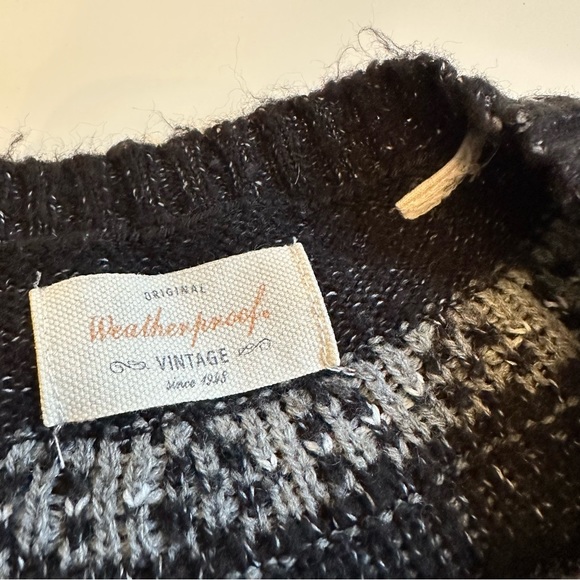 ORIGINAL
Weatherproof.
VINTAGE
since 1948